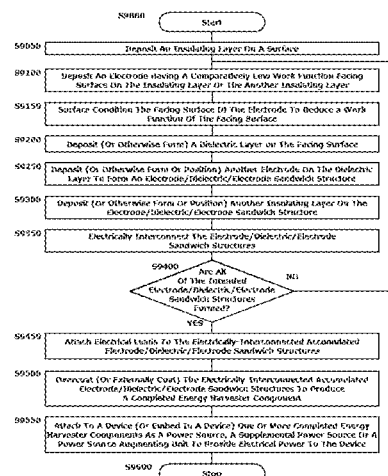 S9000
Start
S9050
Deposit An Insulating Layer On A Surface
S9100
Deposit An Electrode Having A Comparatively Low Work Function Facing
Surface On The Insulating Layer Or The Another Insulating Layer
S9150
Surface Condition The Facing Surface Of The Electrode To Reduce a Work
Function Of The Facing Surface
S9200
Deposit (Or Otherwise Form) A Dielectric Layer on The Facing Surface
S9250
Deposit (Or Otherwise Form Or Position) Another Electrode On The Dielectric
Layer To Form An Electrode/Dielectric/Electrode Sandwich Structure
S9300
Deposit (Or Otherwise Form Or Position) Another Insulating Layer On The
Electrode/Dielectric/Electrode Sandwich Structure
S9350
Electrically Interconnect The Electrode/Dielectric/Electrode
Sandwich Structures
S9400
Are All
Of The Intended
Electrode/Dielectric/Electrode
Sandwich Structures
Formed?
NO
YES
S9450
Attach Electrical Leads To The Electrically-Interconnected Accumulated
Electrode/Dielectric/Electrode Sandwich Structures
S9500
Overcoat (Or Externally Coat) The Electrically-Interconnected Accumulated
Electrode/Dielectric/Electrode Sandwich Structures To Produce
A Completed Energy Harvester Component
S9550
Attach To A Device (Or Embed In A Device) One Or More Completed Energy
Harvester Components As A Power Source, A Supplemental Power Source Or A
Power Source Augmenting Unit To Provide Electrical Power To The Device
S9600
Stop